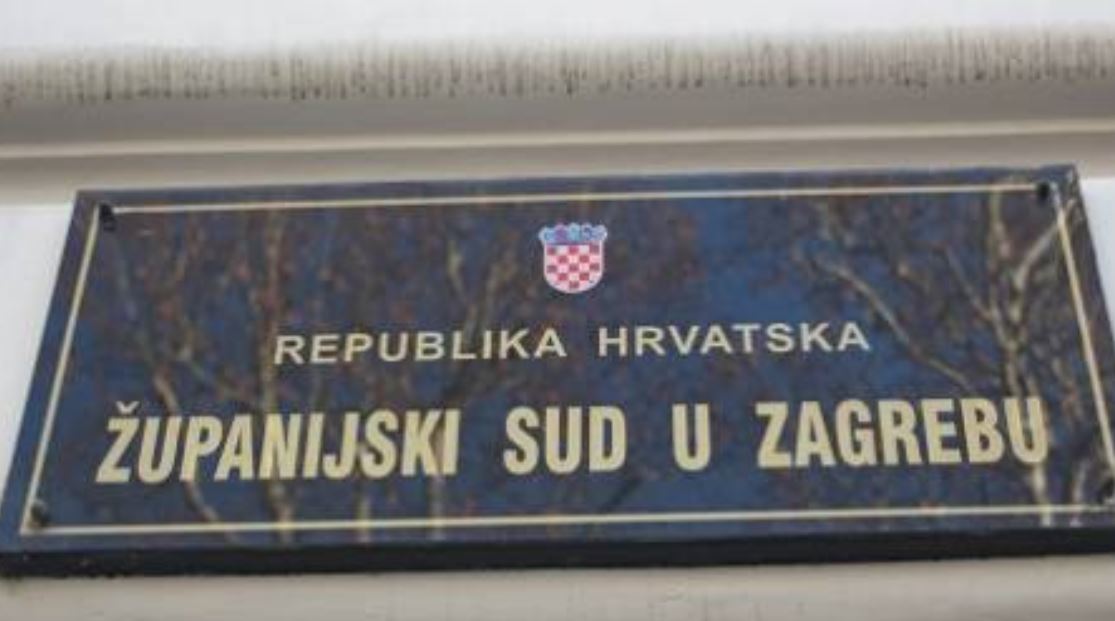 REPUBLIKA HRVATSKA
ŽUPANIJSKI SUD U ZAGREBU